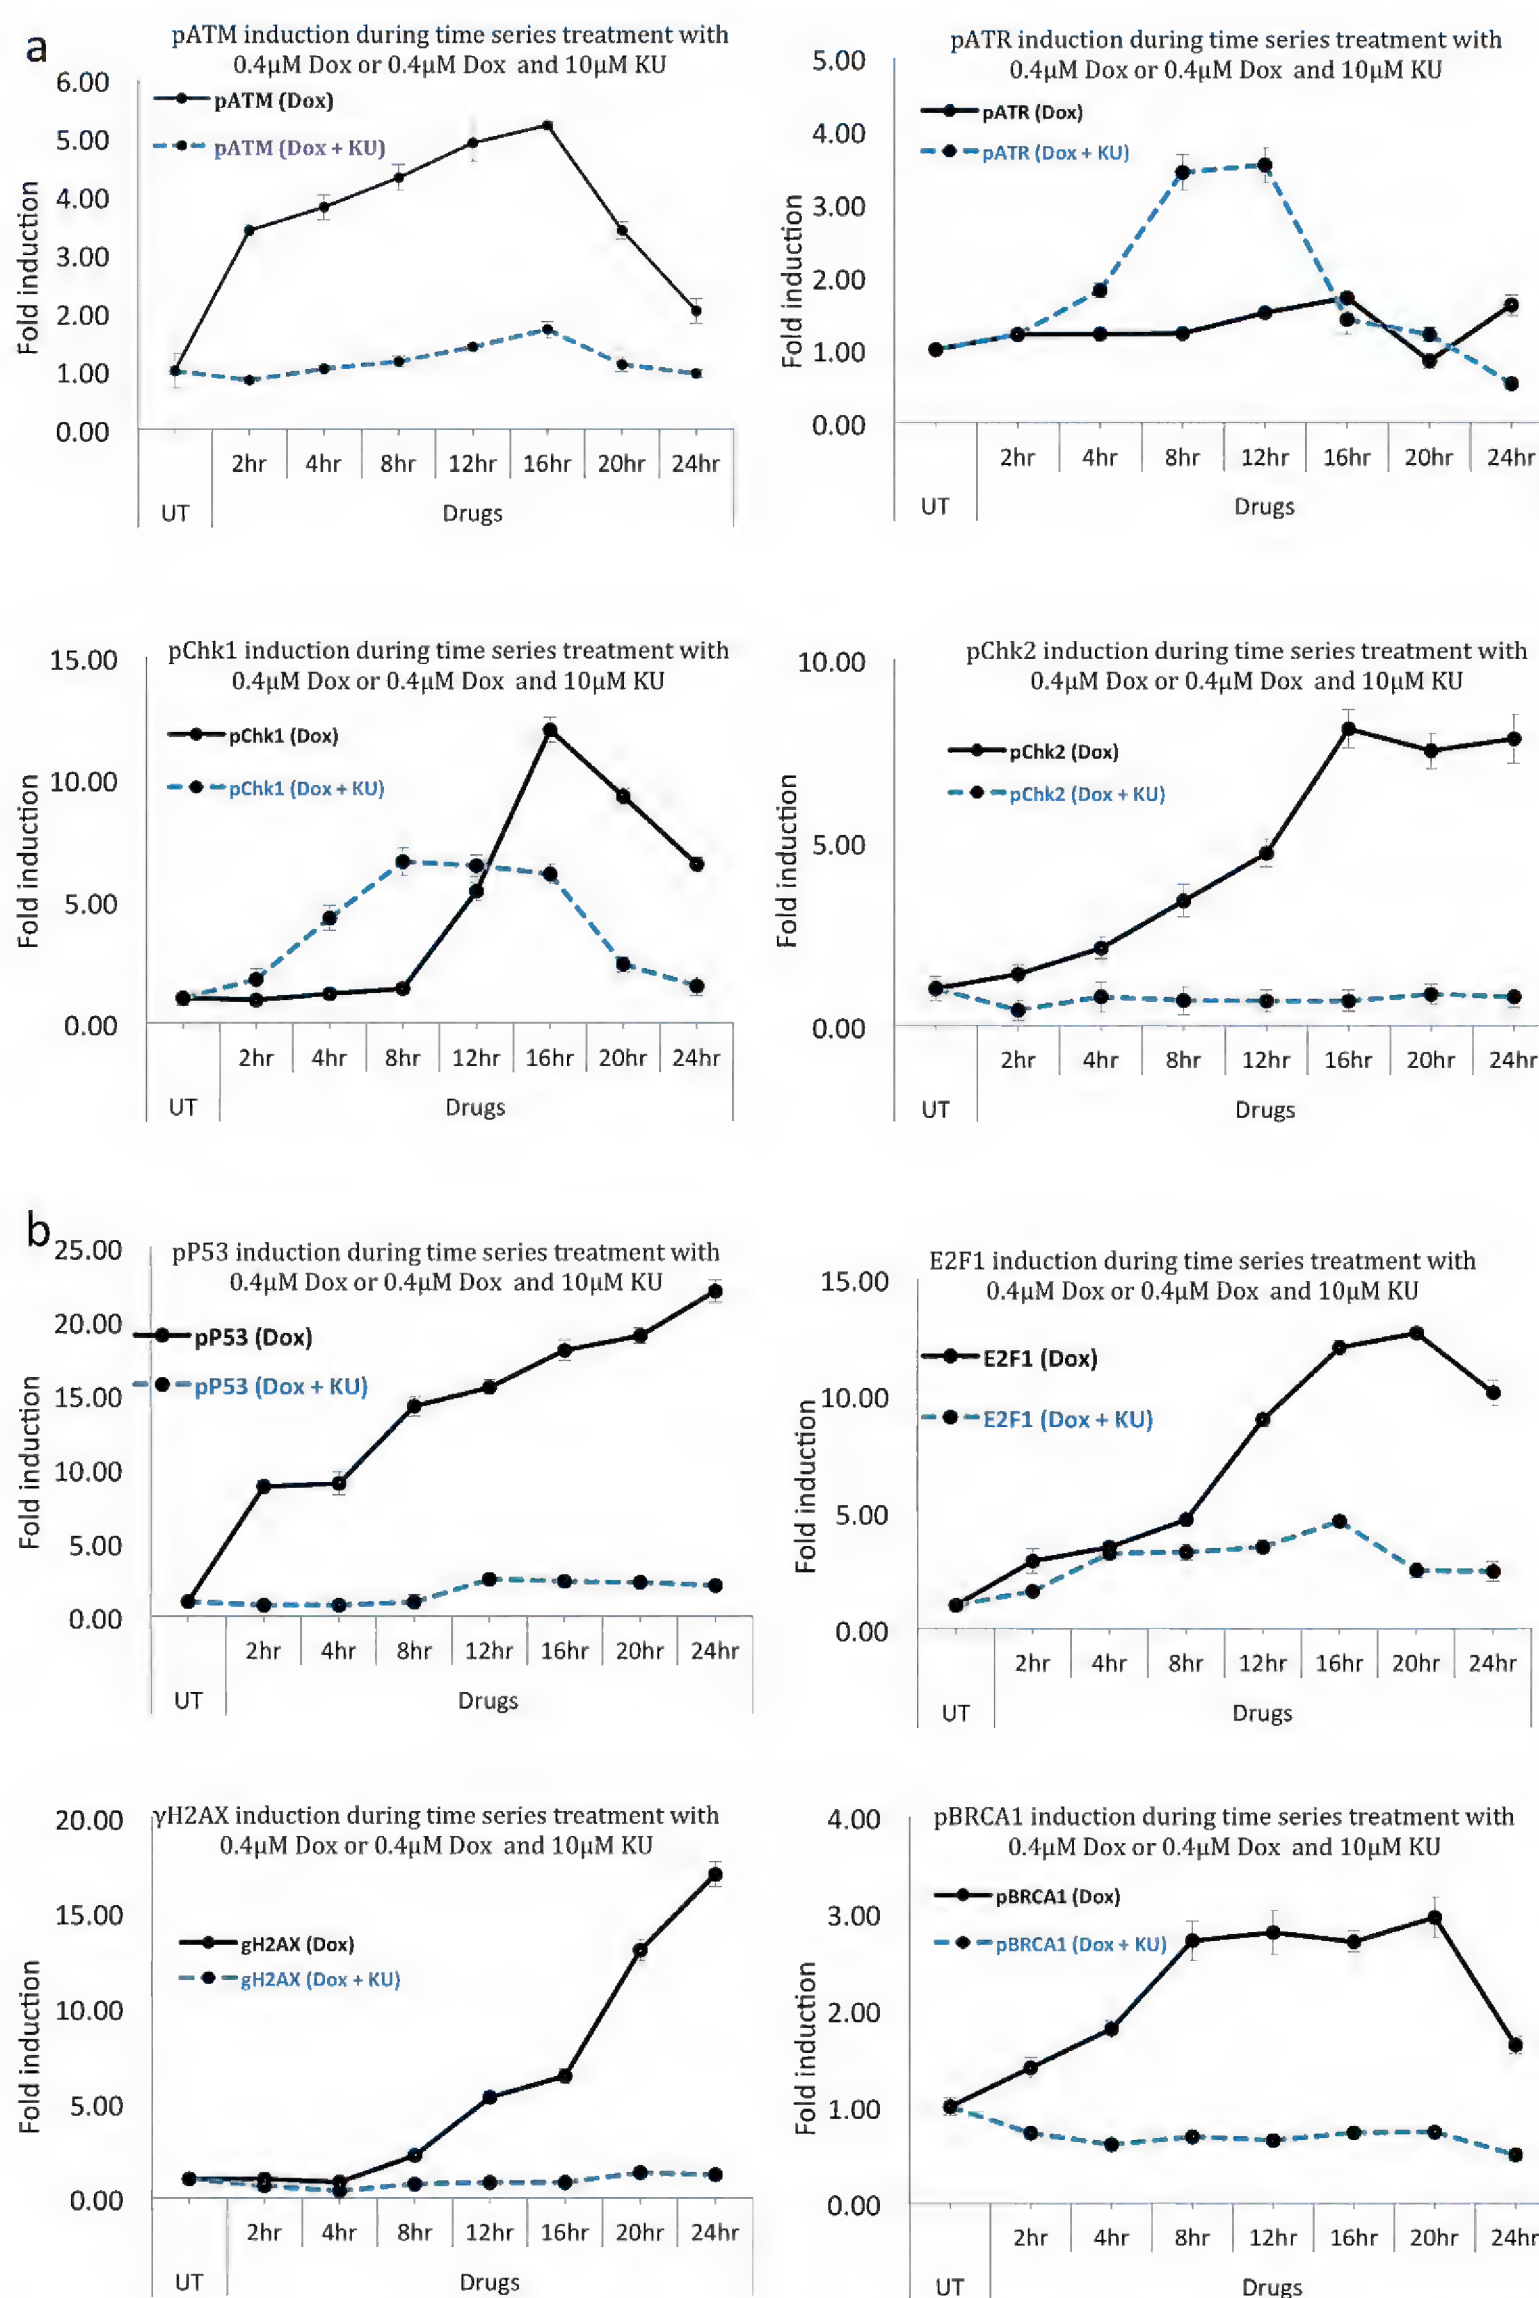 a
pATM induction during time series treatment with
0.4μM Dox or 0.4μM Dox and 10μM KU
6.00
5.00
4.00
3.00
2.00
1.00
0.00
Fold induction
pATM (Dox)
pATM (Dox + KU)
2hr 4hr 8hr 12hr 16hr 20hr 24hr
UT Drugs
pATR induction during time series treatment with
0.4μM Dox or 0.4μM Dox and 10μM KU
5.00
4.00
3.00
2.00
1.00
0.00
Fold induction
pATR (Dox)
pATR (Dox + KU)
2hr 4hr 8hr 12hr 16hr 20hr 24hr
UT Drugs
pChk1 induction during time series treatment with
0.4μM Dox or 0.4μM Dox and 10μM KU
15.00
10.00
5.00
0.00
Fold induction
pChk1 (Dox)
pChk1 (Dox + KU)
2hr 4hr 8hr 12hr 16hr 20hr 24hr
UT Drugs
pChk2 induction during time series treatment with
0.4μM Dox or 0.4μM Dox and 10μM KU
10.00
5.00
0.00
Fold induction
pChk2 (Dox)
pChk2 (Dox + KU)
2hr 4hr 8hr 12hr 16hr 20hr 24hr
UT Drugs
b
pP53 induction during time series treatment with
0.4μM Dox or 0.4μM Dox and 10μM KU
25.00
20.00
15.00
10.00
5.00
0.00
Fold induction
pP53 (Dox)
pP53 (Dox + KU)
2hr 4hr 8hr 12hr 16hr 20hr 24hr
UT Drugs
E2F1 induction during time series treatment with
0.4μM Dox or 0.4μM Dox and 10μM KU
15.00
10.00
5.00
0.00
Fold induction
E2F1 (Dox)
E2F1 (Dox + KU)
2hr 4hr 8hr 12hr 16hr 20hr 24hr
UT Drugs
γH2AX induction during time series treatment with
0.4μM Dox or 0.4μM Dox and 10μM KU
20.00
15.00
10.00
5.00
0.00
Fold induction
gH2AX (Dox)
gH2AX (Dox + KU)
2hr 4hr 8hr 12hr 16hr 20hr 24hr
UT Drugs
pBRCA1 induction during time series treatment with
0.4μM Dox or 0.4μM Dox and 10μM KU
4.00
3.00
2.00
1.00
0.00
Fold induction
pBRCA1 (Dox)
pBRCA1 (Dox + KU)
2hr 4hr 8hr 12hr 16hr 20hr 24hr
UT Drugs